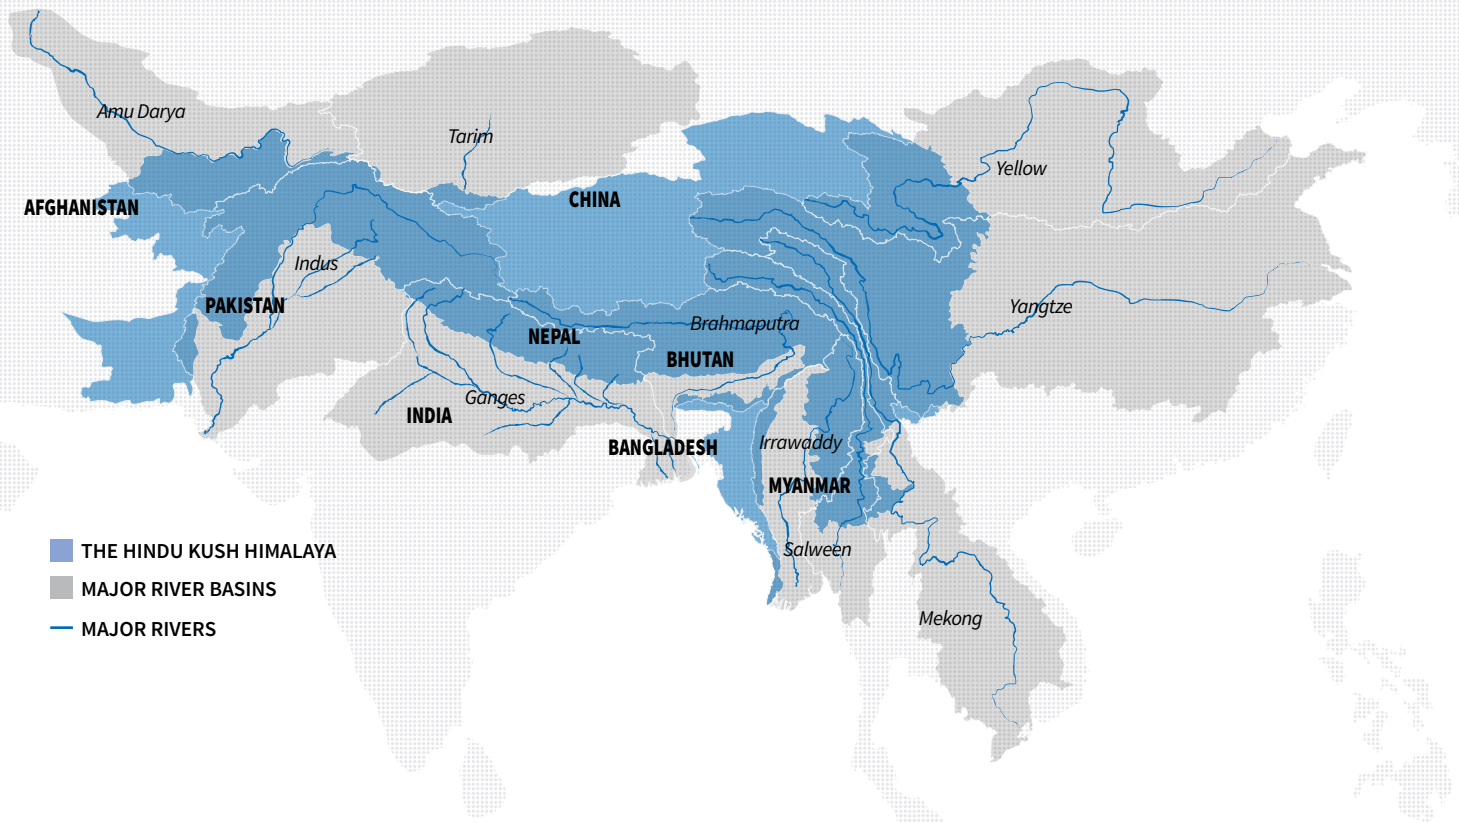 Amu Darya
Tarim
Yellow
AFGHANISTAN
CHINA
Indus
PAKISTAN
Yangtze
Brahmaputra
NEPAL
BHUTAN
Ganges
INDIA
BANGLADESH
Irrawaddy
MYANMAR
Salween
THE HINDU KUSH HIMALAYA
MAJOR RIVER BASINS
MAJOR RIVERS
Mekong